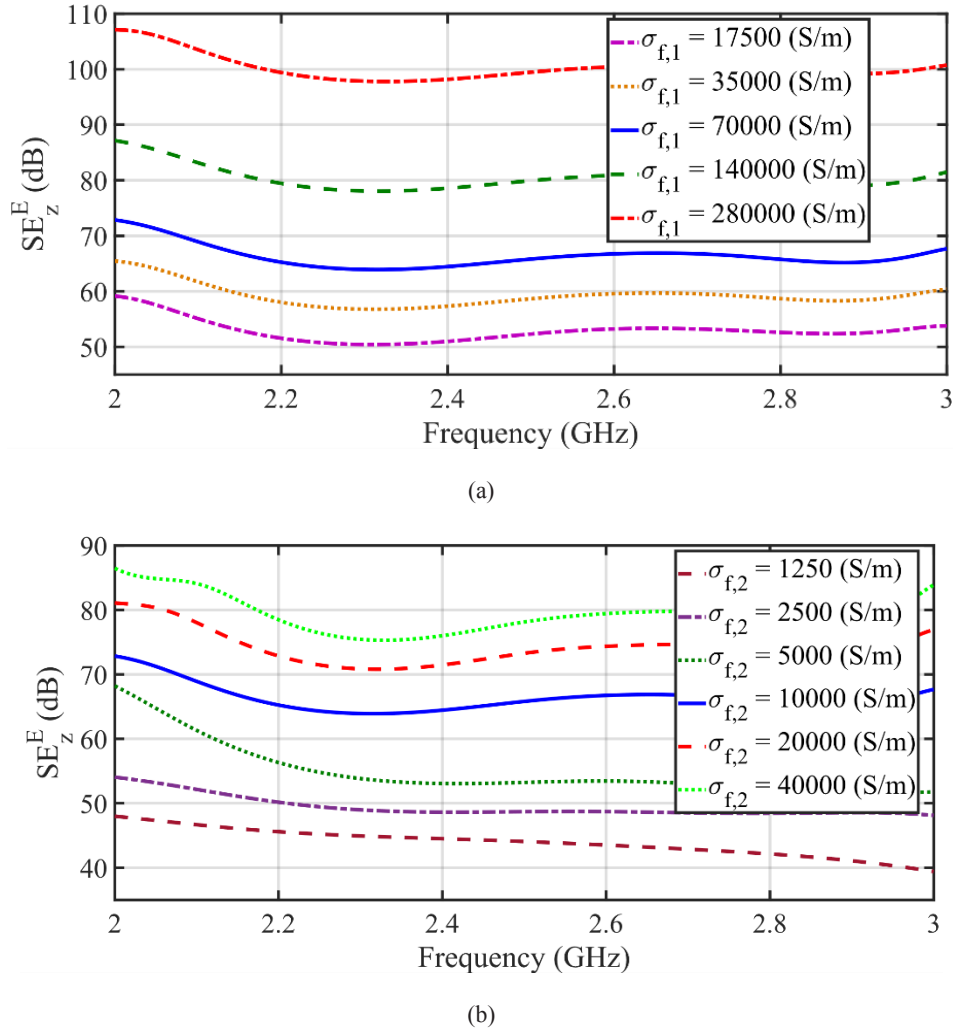 110
100
90
80
70
60
50
SE_z^E (dB)
2 2.2 2.4 2.6 2.8 3
Frequency (GHz)
σ_f,1 = 17500 (S/m)
σ_f,1 = 35000 (S/m)
σ_f,1 = 70000 (S/m)
σ_f,1 = 140000 (S/m)
σ_f,1 = 280000 (S/m)
(a)
90
80
70
60
50
40
SE_z^E (dB)
2 2.2 2.4 2.6 2.8 3
Frequency (GHz)
σ_f,2 = 1250 (S/m)
σ_f,2 = 2500 (S/m)
σ_f,2 = 5000 (S/m)
σ_f,2 = 10000 (S/m)
σ_f,2 = 20000 (S/m)
σ_f,2 = 40000 (S/m)
(b)